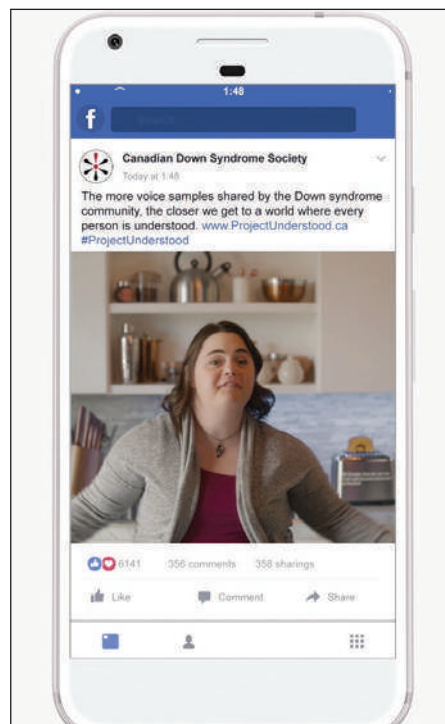 1:48
f
Search
Canadian Down Syndrome Society
Today at 1:48
The more voice samples shared by the Down syndrome
community, the closer we get to a world where every
person is understood. www.ProjectUnderstood.ca
#ProjectUnderstood
6141 356 comments 358 sharings
Like Comment Share